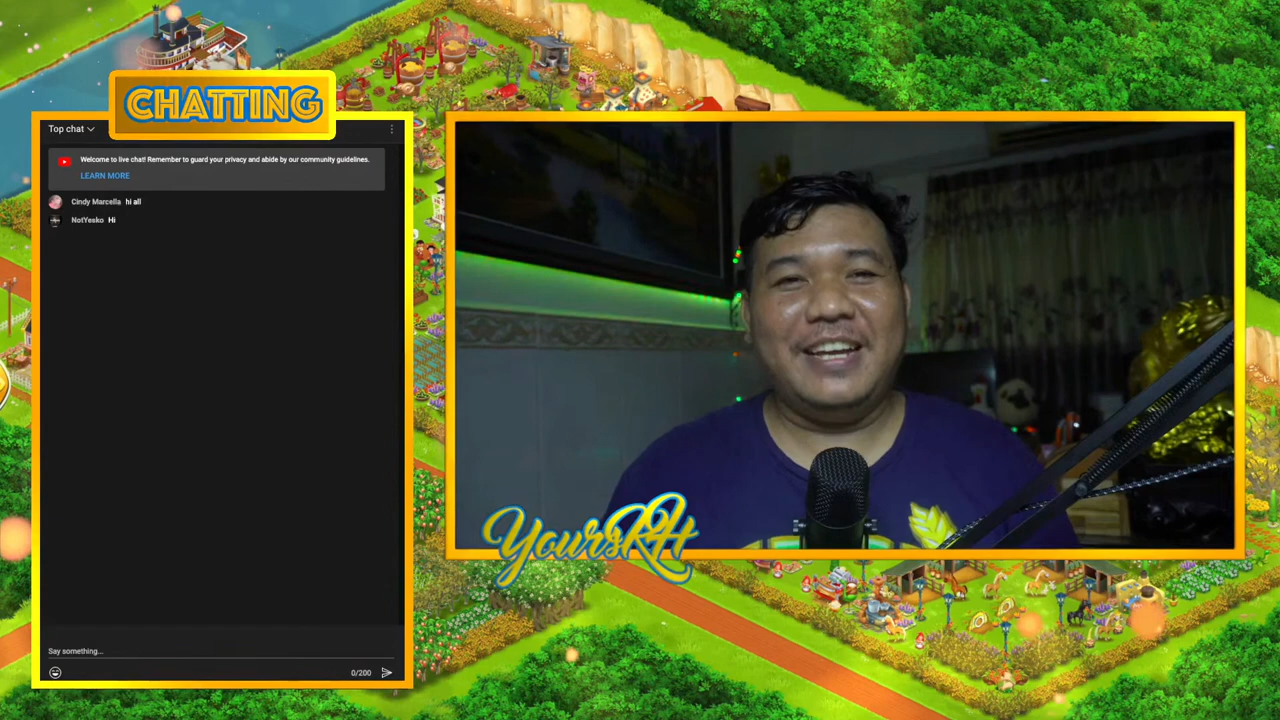 CHATTING
Top chat
Welcome to live chat! Remember to guard your privacy and abide by our community guidelines.
LEARN MORE
Cindy Marcella hi all
NotYesko Hi
YoursRH
Say something...
0/200